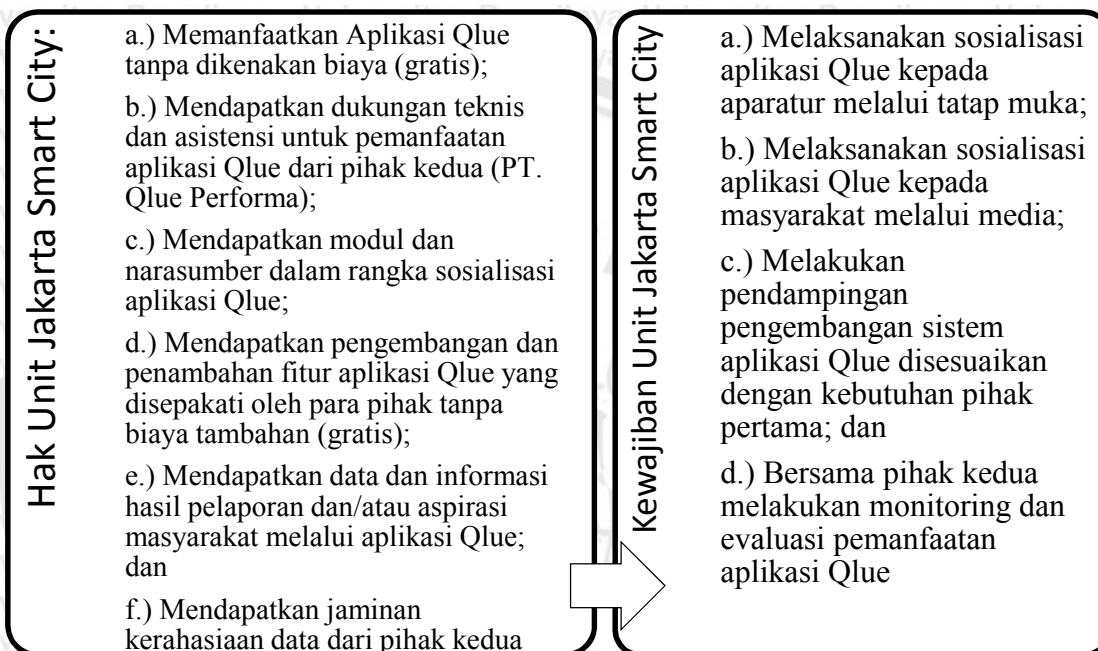 Hak Unit Jakarta Smart City:
a.) Memanfaatkan Aplikasi Qlue
tanpa dikenakan biaya (gratis);
b.) Mendapatkan dukungan teknis
dan asistensi untuk pemanfaatan
aplikasi Qlue dari pihak kedua (PT.
Qlue Performa);
c.) Mendapatkan modul dan
narasumber dalam rangka sosialisasi
aplikasi Qlue;
d.) Mendapatkan pengembangan dan
penambahan fitur aplikasi Qlue yang
disepakati oleh para pihak tanpa
biaya tambahan (gratis);
e.) Mendapatkan data dan informasi
hasil pelaporan dan/atau aspirasi
masyarakat melalui aplikasi Qlue;
dan
f.) Mendapatkan jaminan
kerahasiaan data dari pihak kedua
Kewajiban Unit Jakarta Smart City
a.) Melaksanakan sosialisasi
aplikasi Qlue kepada
aparatur melalui tatap muka;
b.) Melaksanakan sosialisasi
aplikasi Qlue kepada
masyarakat melalui media;
c.) Melakukan
pendampingan
pengembangan sistem
aplikasi Qlue disesuaikan
dengan kebutuhan pihak
pertama; dan
d.) Bersama pihak kedua
melakukan monitoring dan
evaluasi pemanfaatan
aplikasi Qlue